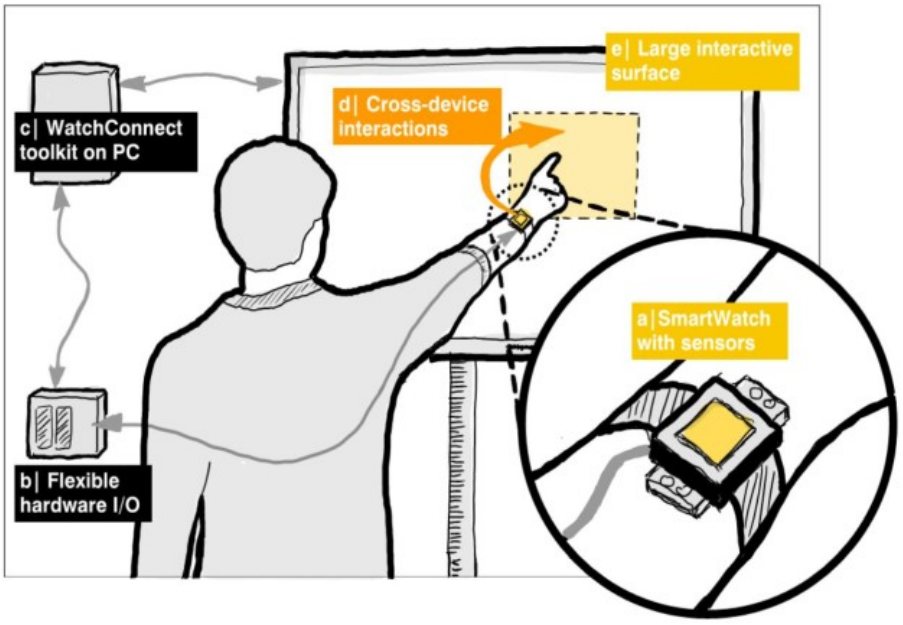 e| Large interactive
surface
d| Cross-device
interactions
c| WatchConnect
toolkit on PC
a|SmartWatch
with sensors
b| Flexible
hardware I/O